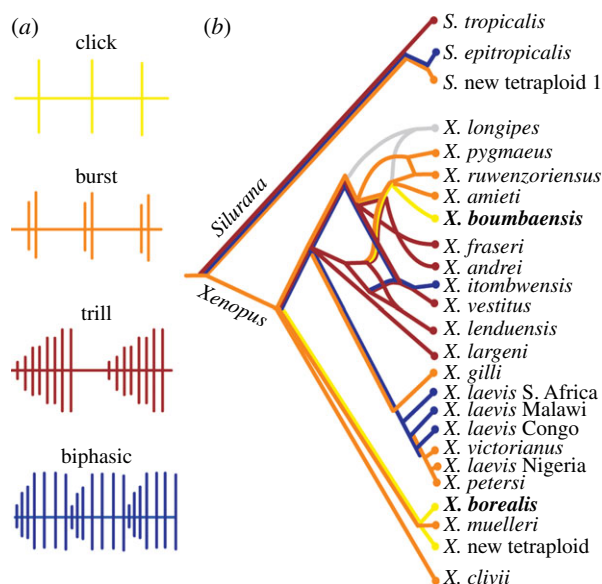 (a)
click
burst
trill
biphasic
(b)
Silurana
Xenopus
S. tropicalis
S. epitropicalis
S. new tetraploid 1
X. longipes
X. pygmaeus
X. ruwenzoriensus
X. amieti
X. boumbaensis
X. fraseri
X. andrei
X. itombwensis
X. vestitus
X. lenduensis
X. largeni
X. gilli
X. laevis S. Africa
X. laevis Malawi
X. laevis Congo
X. victorianus
X. laevis Nigeria
X. petersi
X. borealis
X. muelleri
X. new tetraploid
X. clivii